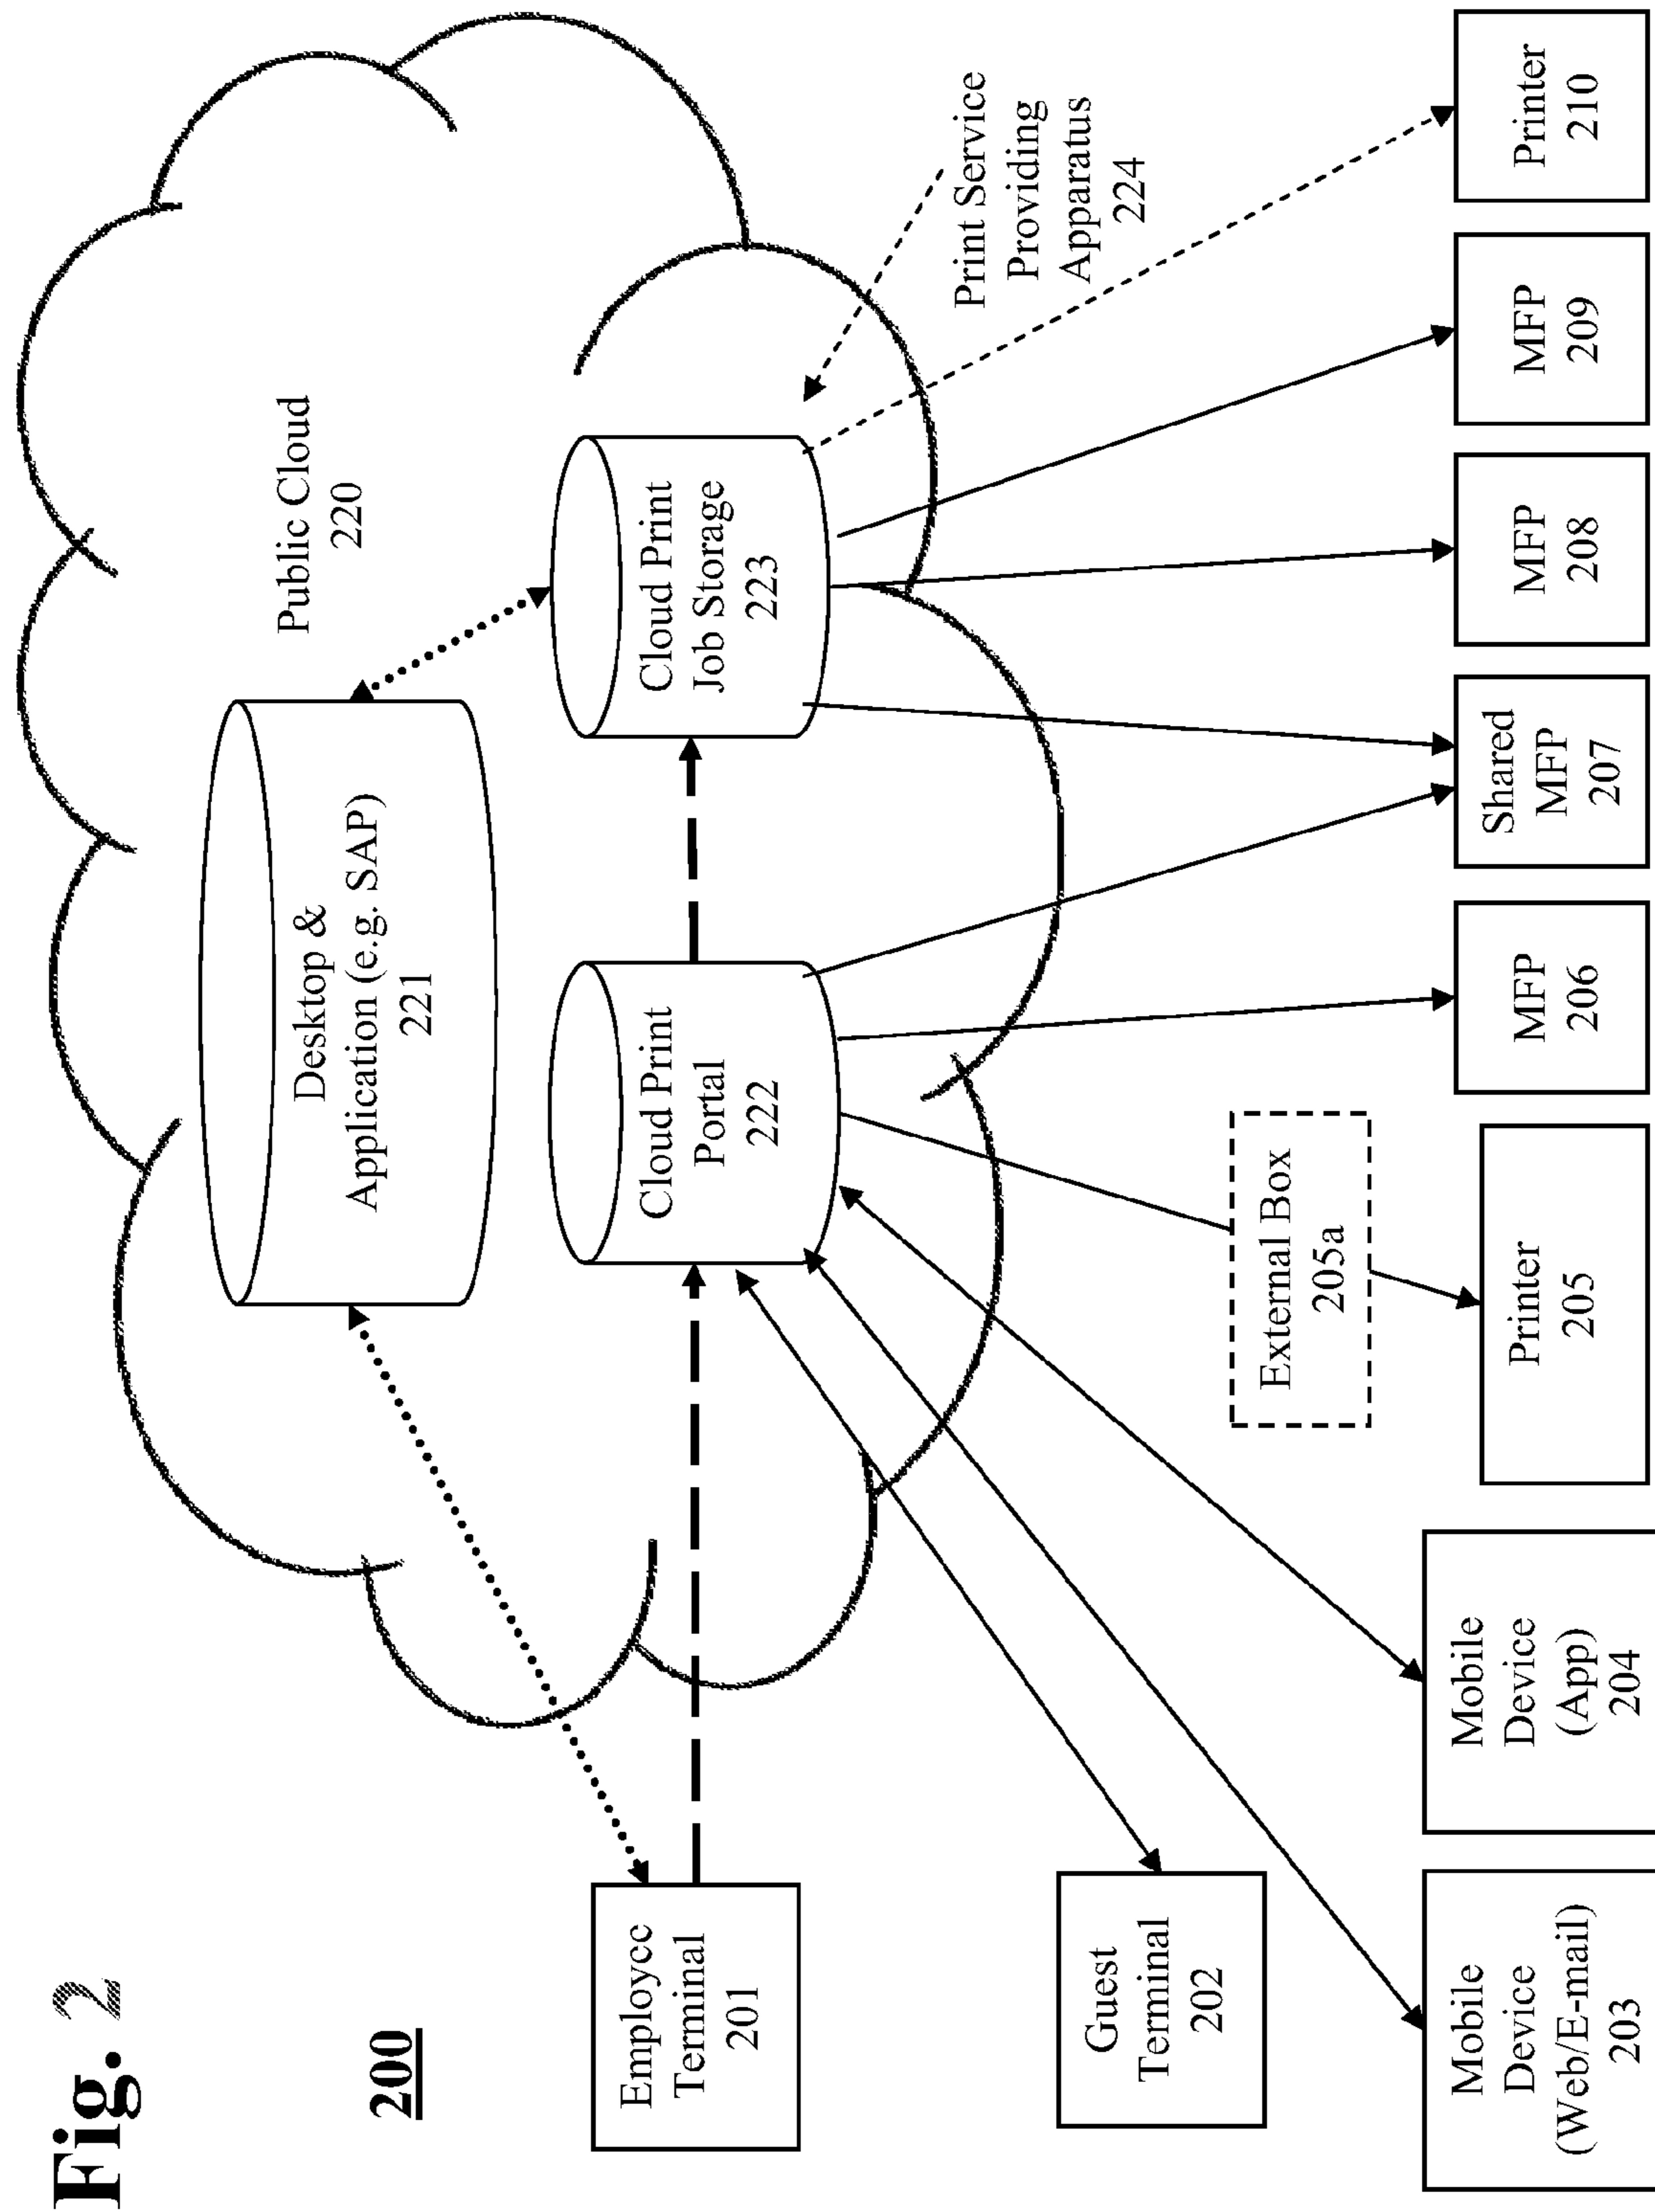 Fig. 2
200
Public Cloud
220
Desktop &
Application (e.g. SAP)
221
Employee
Terminal
201
Cloud Print
Portal
222
Cloud Print
Job Storage
223
Print Service
Providing
Apparatus
224
Guest
Terminal
202
External Box
205a
Mobile
Device
(Web/E-mail)
203
Mobile
Device
(App)
204
Printer
205
MFP
206
Shared
MFP
207
MFP
208
MFP
209
Printer
210